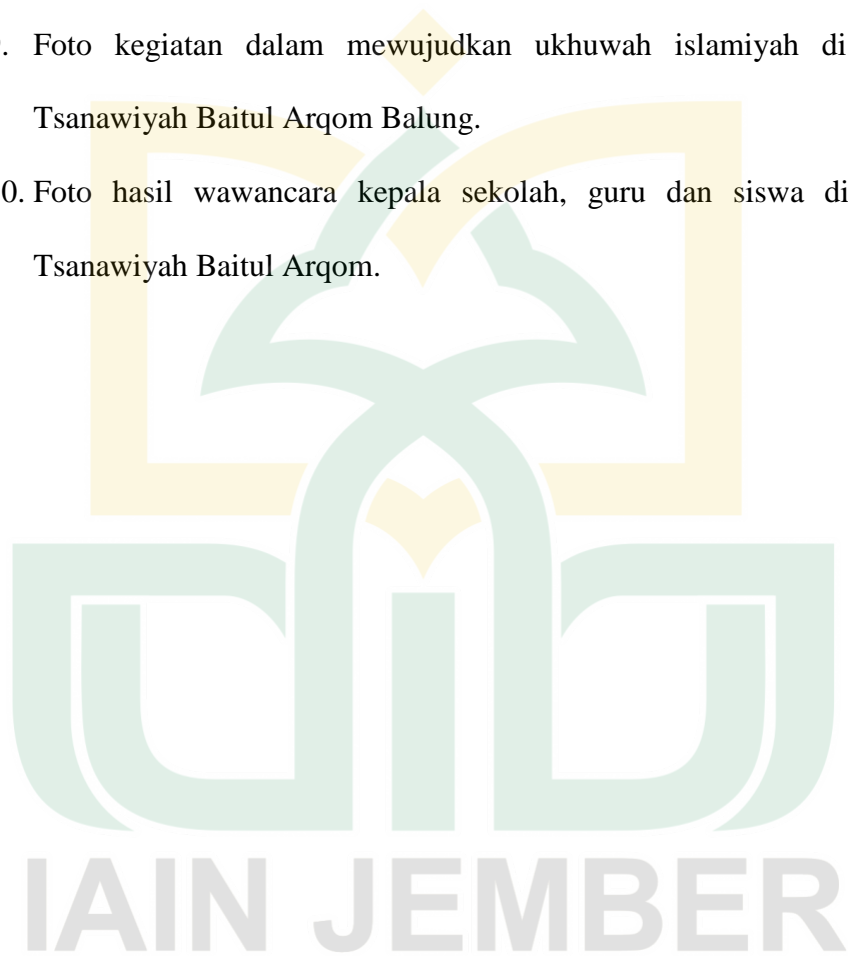 . Foto kegiatan dalam mewujudkan ukhuwah islamiyah di
Tsanawiyah Baitul Arqom Balung.
0. Foto hasil wawancara kepala sekolah, guru dan siswa di
Tsanawiyah Baitul Arqom.
IAIN JEMBER